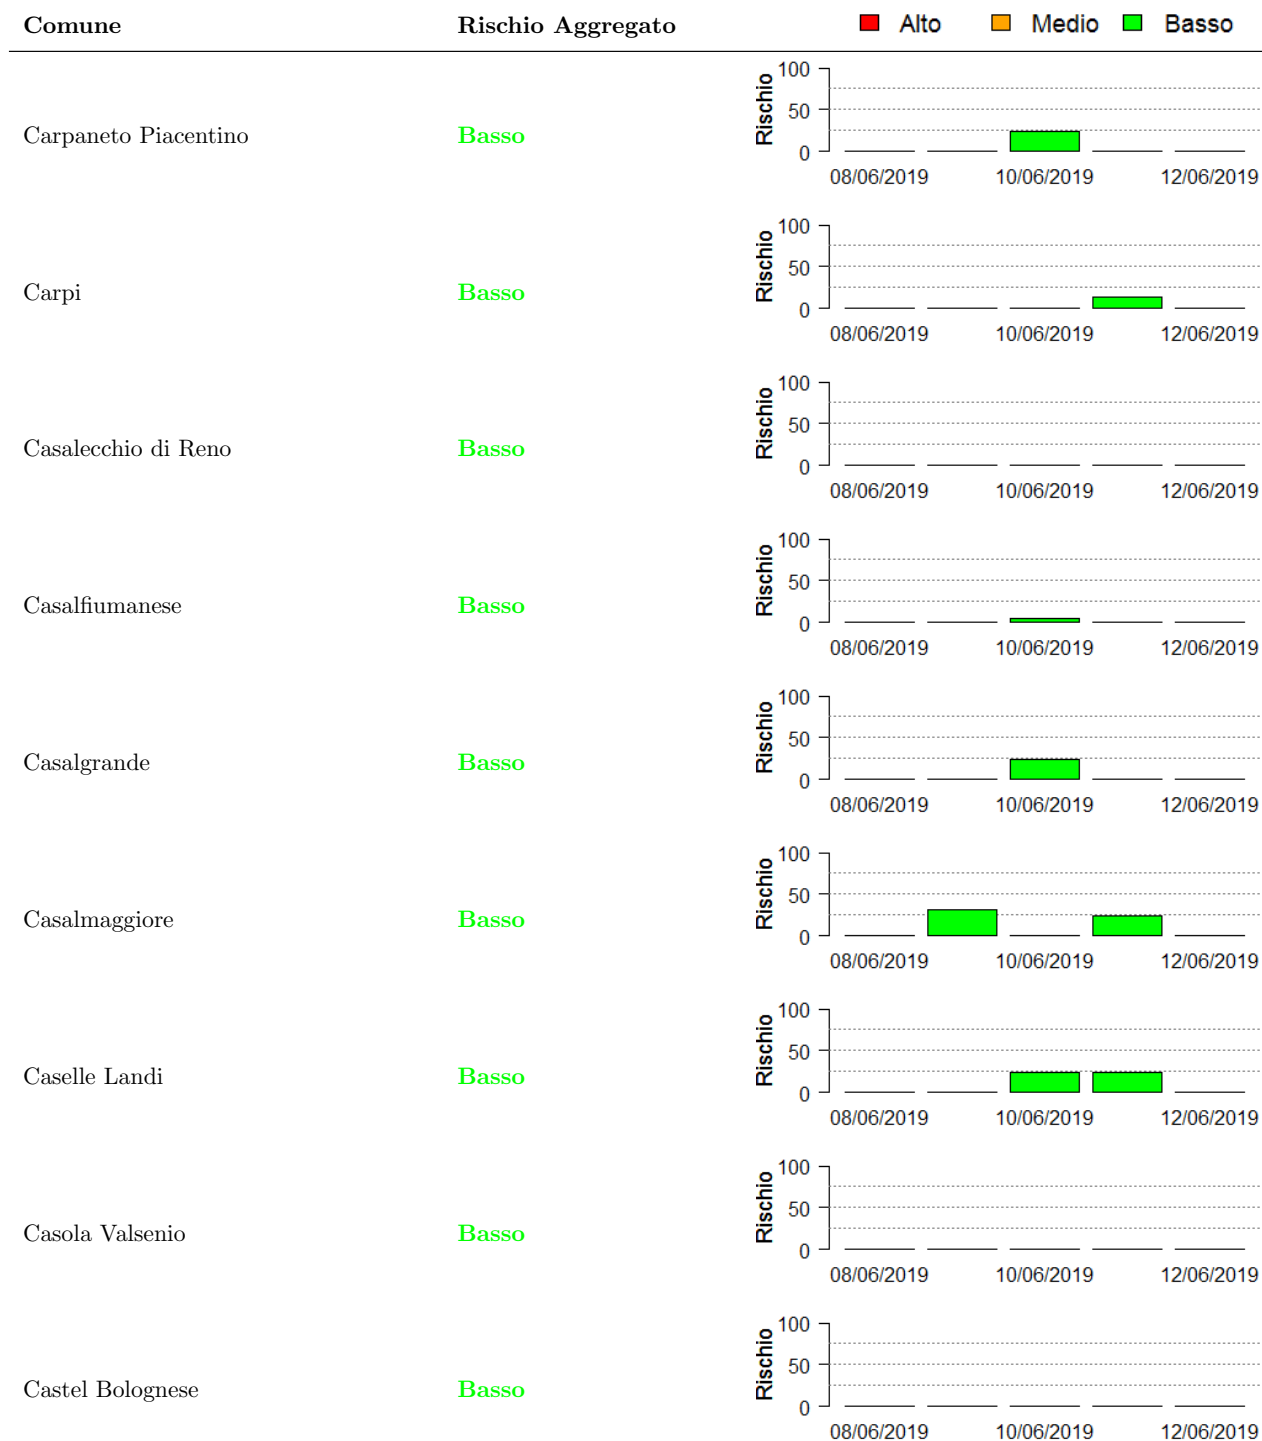 Comune Rischio Aggregato Alto Medio Basso
Carpaneto Piacentino Basso
Rischio
100
50
0
08/06/2019 10/06/2019 12/06/2019
Carpi Basso
Rischio
100
50
0
08/06/2019 10/06/2019 12/06/2019
Casalecchio di Reno Basso
Rischio
100
50
0
08/06/2019 10/06/2019 12/06/2019
Casalfiumanese Basso
Rischio
100
50
0
08/06/2019 10/06/2019 12/06/2019
Casalgrande Basso
Rischio
100
50
0
08/06/2019 10/06/2019 12/06/2019
Casalmaggiore Basso
Rischio
100
50
0
08/06/2019 10/06/2019 12/06/2019
Caselle Landi Basso
Rischio
100
50
0
08/06/2019 10/06/2019 12/06/2019
Casola Valsenio Basso
Rischio
100
50
0
08/06/2019 10/06/2019 12/06/2019
Castel Bolognese Basso
Rischio
100
50
0
08/06/2019 10/06/2019 12/06/2019